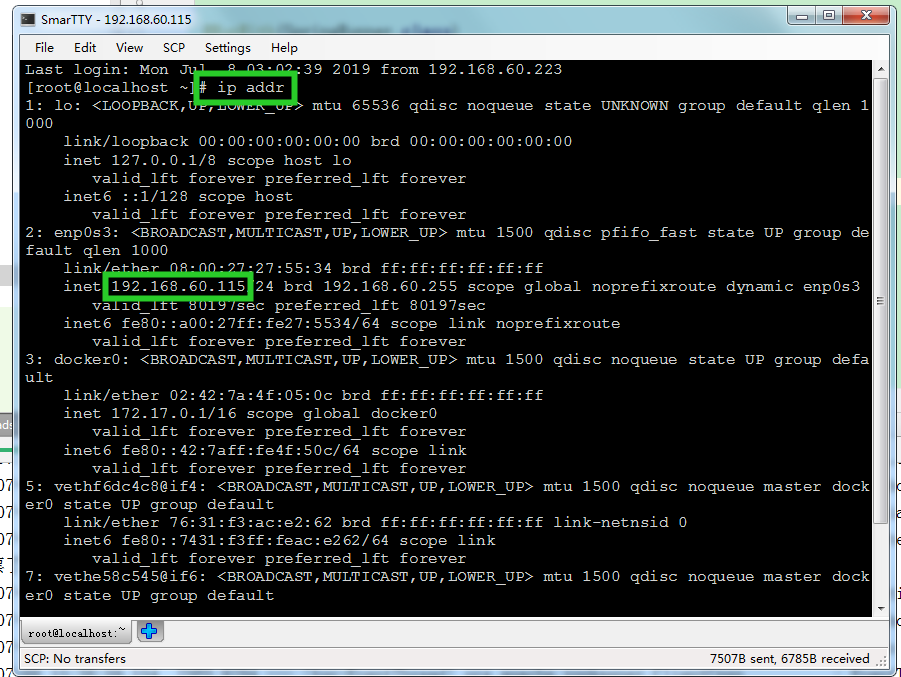 SmarTTY - 192.168.60.115
File Edit View SCP Settings Help
Last login: Mon Jul  8 03:02:39 2019 from 192.168.60.223
[root@localhost ~]# ip addr
1: lo: <LOOPBACK,UP,LOWER_UP> mtu 65536 qdisc noqueue state UNKNOWN group default qlen 1
000
    link/loopback 00:00:00:00:00:00 brd 00:00:00:00:00:00
    inet 127.0.0.1/8 scope host lo
       valid_lft forever preferred_lft forever
    inet6 ::1/128 scope host
       valid_lft forever preferred_lft forever
2: enp0s3: <BROADCAST,MULTICAST,UP,LOWER_UP> mtu 1500 qdisc pfifo_fast state UP group de
fault qlen 1000
    link/ether 08:00:27:27:55:34 brd ff:ff:ff:ff:ff:ff
    inet 192.168.60.115/24 brd 192.168.60.255 scope global noprefixroute dynamic enp0s3
       valid_lft 80197sec preferred_lft 80197sec
    inet6 fe80::a00:27ff:fe27:5534/64 scope link noprefixroute
       valid_lft forever preferred_lft forever
3: docker0: <BROADCAST,MULTICAST,UP,LOWER_UP> mtu 1500 qdisc noqueue state UP group defa
ult
    link/ether 02:42:7a:4f:05:0c brd ff:ff:ff:ff:ff:ff
    inet 172.17.0.1/16 scope global docker0
       valid_lft forever preferred_lft forever
    inet6 fe80::42:7aff:fe4f:50c/64 scope link
       valid_lft forever preferred_lft forever
5: vethf6dc4c8@if4: <BROADCAST,MULTICAST,UP,LOWER_UP> mtu 1500 qdisc noqueue master dock
er0 state UP group default
    link/ether 76:31:f3:ac:e2:62 brd ff:ff:ff:ff:ff:ff link-netnsid 0
    inet6 fe80::7431:f3ff:feac:e262/64 scope link
       valid_lft forever preferred_lft forever
7: vethe58c545@if6: <BROADCAST,MULTICAST,UP,LOWER_UP> mtu 1500 qdisc noqueue master dock
er0 state UP group default
root@localhost:~
SCP: No transfers 7507B sent, 6785B received